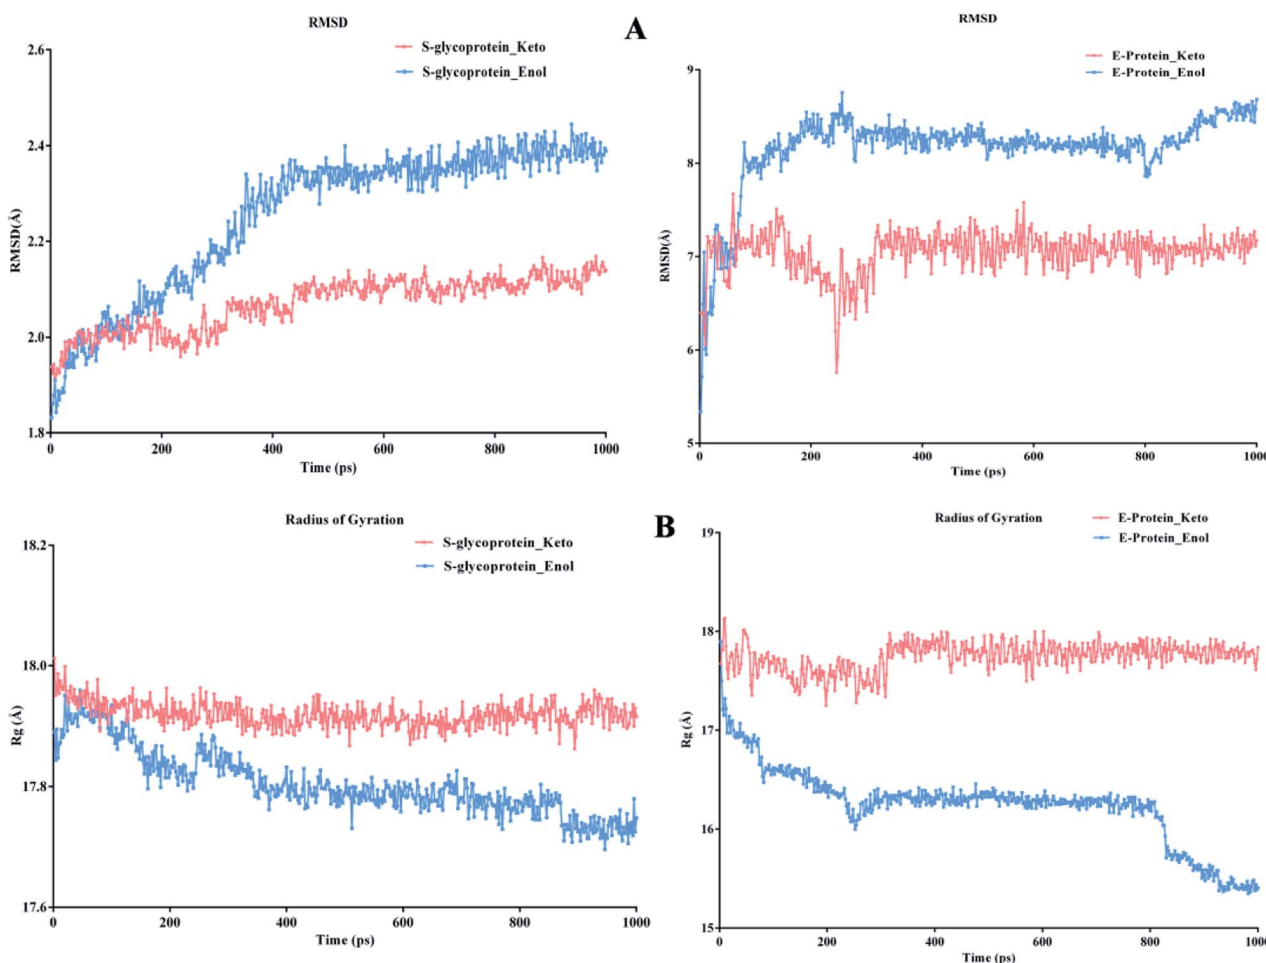 RMSD
S-glycoprotein_Keto
S-glycoprotein_Enol
2.6
2.4
2.2
2.0
1.8
RMSD(Å)
0 200 400 600 800 1000
Time (ps)
A
RMSD
E-Protein_Keto
E-Protein_Enol
9
8
7
6
5
RMSD(Å)
0 200 400 600 800 1000
Time (ps)
Radius of Gyration
S-glycoprotein_Keto
S-glycoprotein_Enol
18.2
18.0
17.8
17.6
Rg(Å)
0 200 400 600 800 1000
Time (ps)
B
Radius of Gyration
E-Protein_Keto
E-Protein_Enol
19
18
17
16
15
Rg (Å)
0 200 400 600 800 1000
Time (ps)